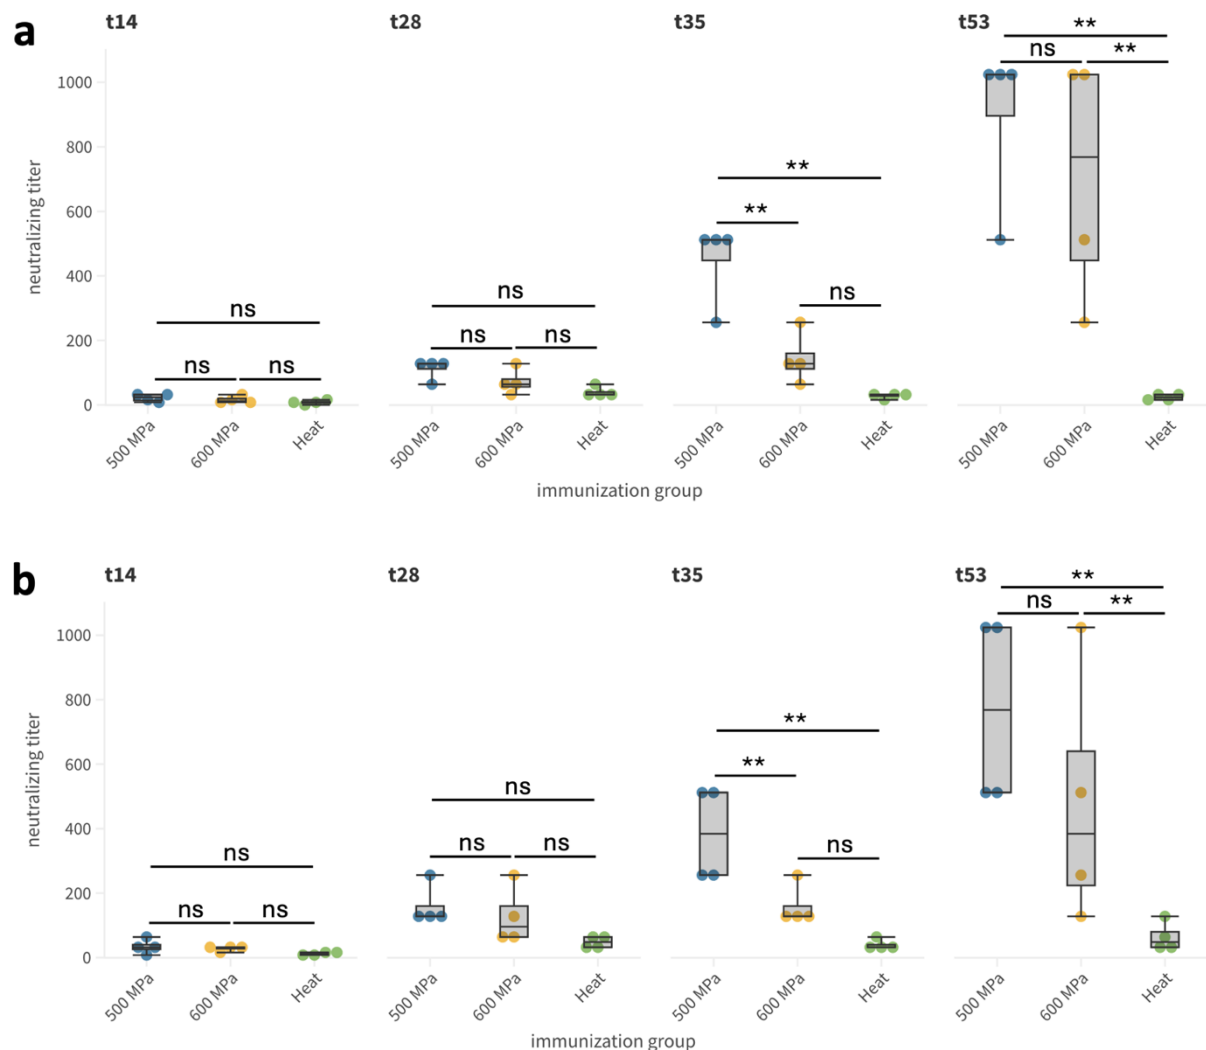 a
t14 t28 t35 t53
**
ns **
1000
800
**
**
600
neutralizing titer
400
ns
ns
ns
200
ns ns
ns ns
0
500 MPa 600 MPa Heat 500 MPa 600 MPa Heat 500 MPa 600 MPa Heat 500 MPa 600 MPa Heat
immunization group
b
t14 t28 t35 t53
**
ns **
1000
800
**
**
600
neutralizing titer
ns
400
ns ns
ns
ns
200
ns ns
0
500 MPa 600 MPa Heat 500 MPa 600 MPa Heat 500 MPa 600 MPa Heat 500 MPa 600 MPa Heat
immunization group